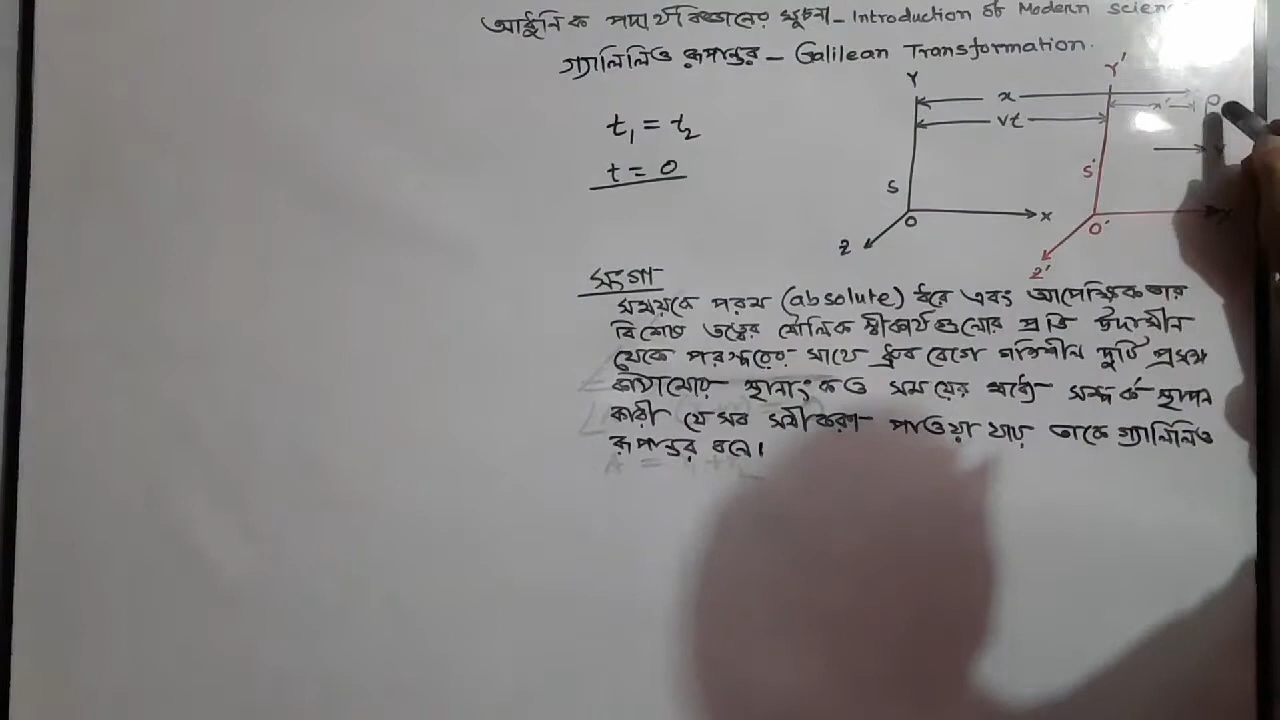 আধুনিক পদার্থবিজ্ঞানের সূচনা - Introduction of Modern scien
গ্যালিলিও রূপান্তর - Galilean Transformation.
t₁ = t₂
t = 0
Y
Y'
x
x'
P
vt
S
S'
O
X
O'
Z
Z'
সংগা
সময়কে পরম (absolute) ধরে এবং আপেক্ষিকতার
বিশেষ তত্ত্বের মৌলিক স্বীকার্য গুলোর প্রতি উদাসীন
থেকে পরস্পরের সাথে ধ্রুব বেগে গতিশীল দুটি প্রসঙ্গ
কাঠামোর স্থানাংক ও সময়ের মধ্যে সম্পর্ক স্থাপন
কারী যে সব সমীকরণ পাওয়া যায় তাকে গ্যালিলিও
রূপান্তর বলে।